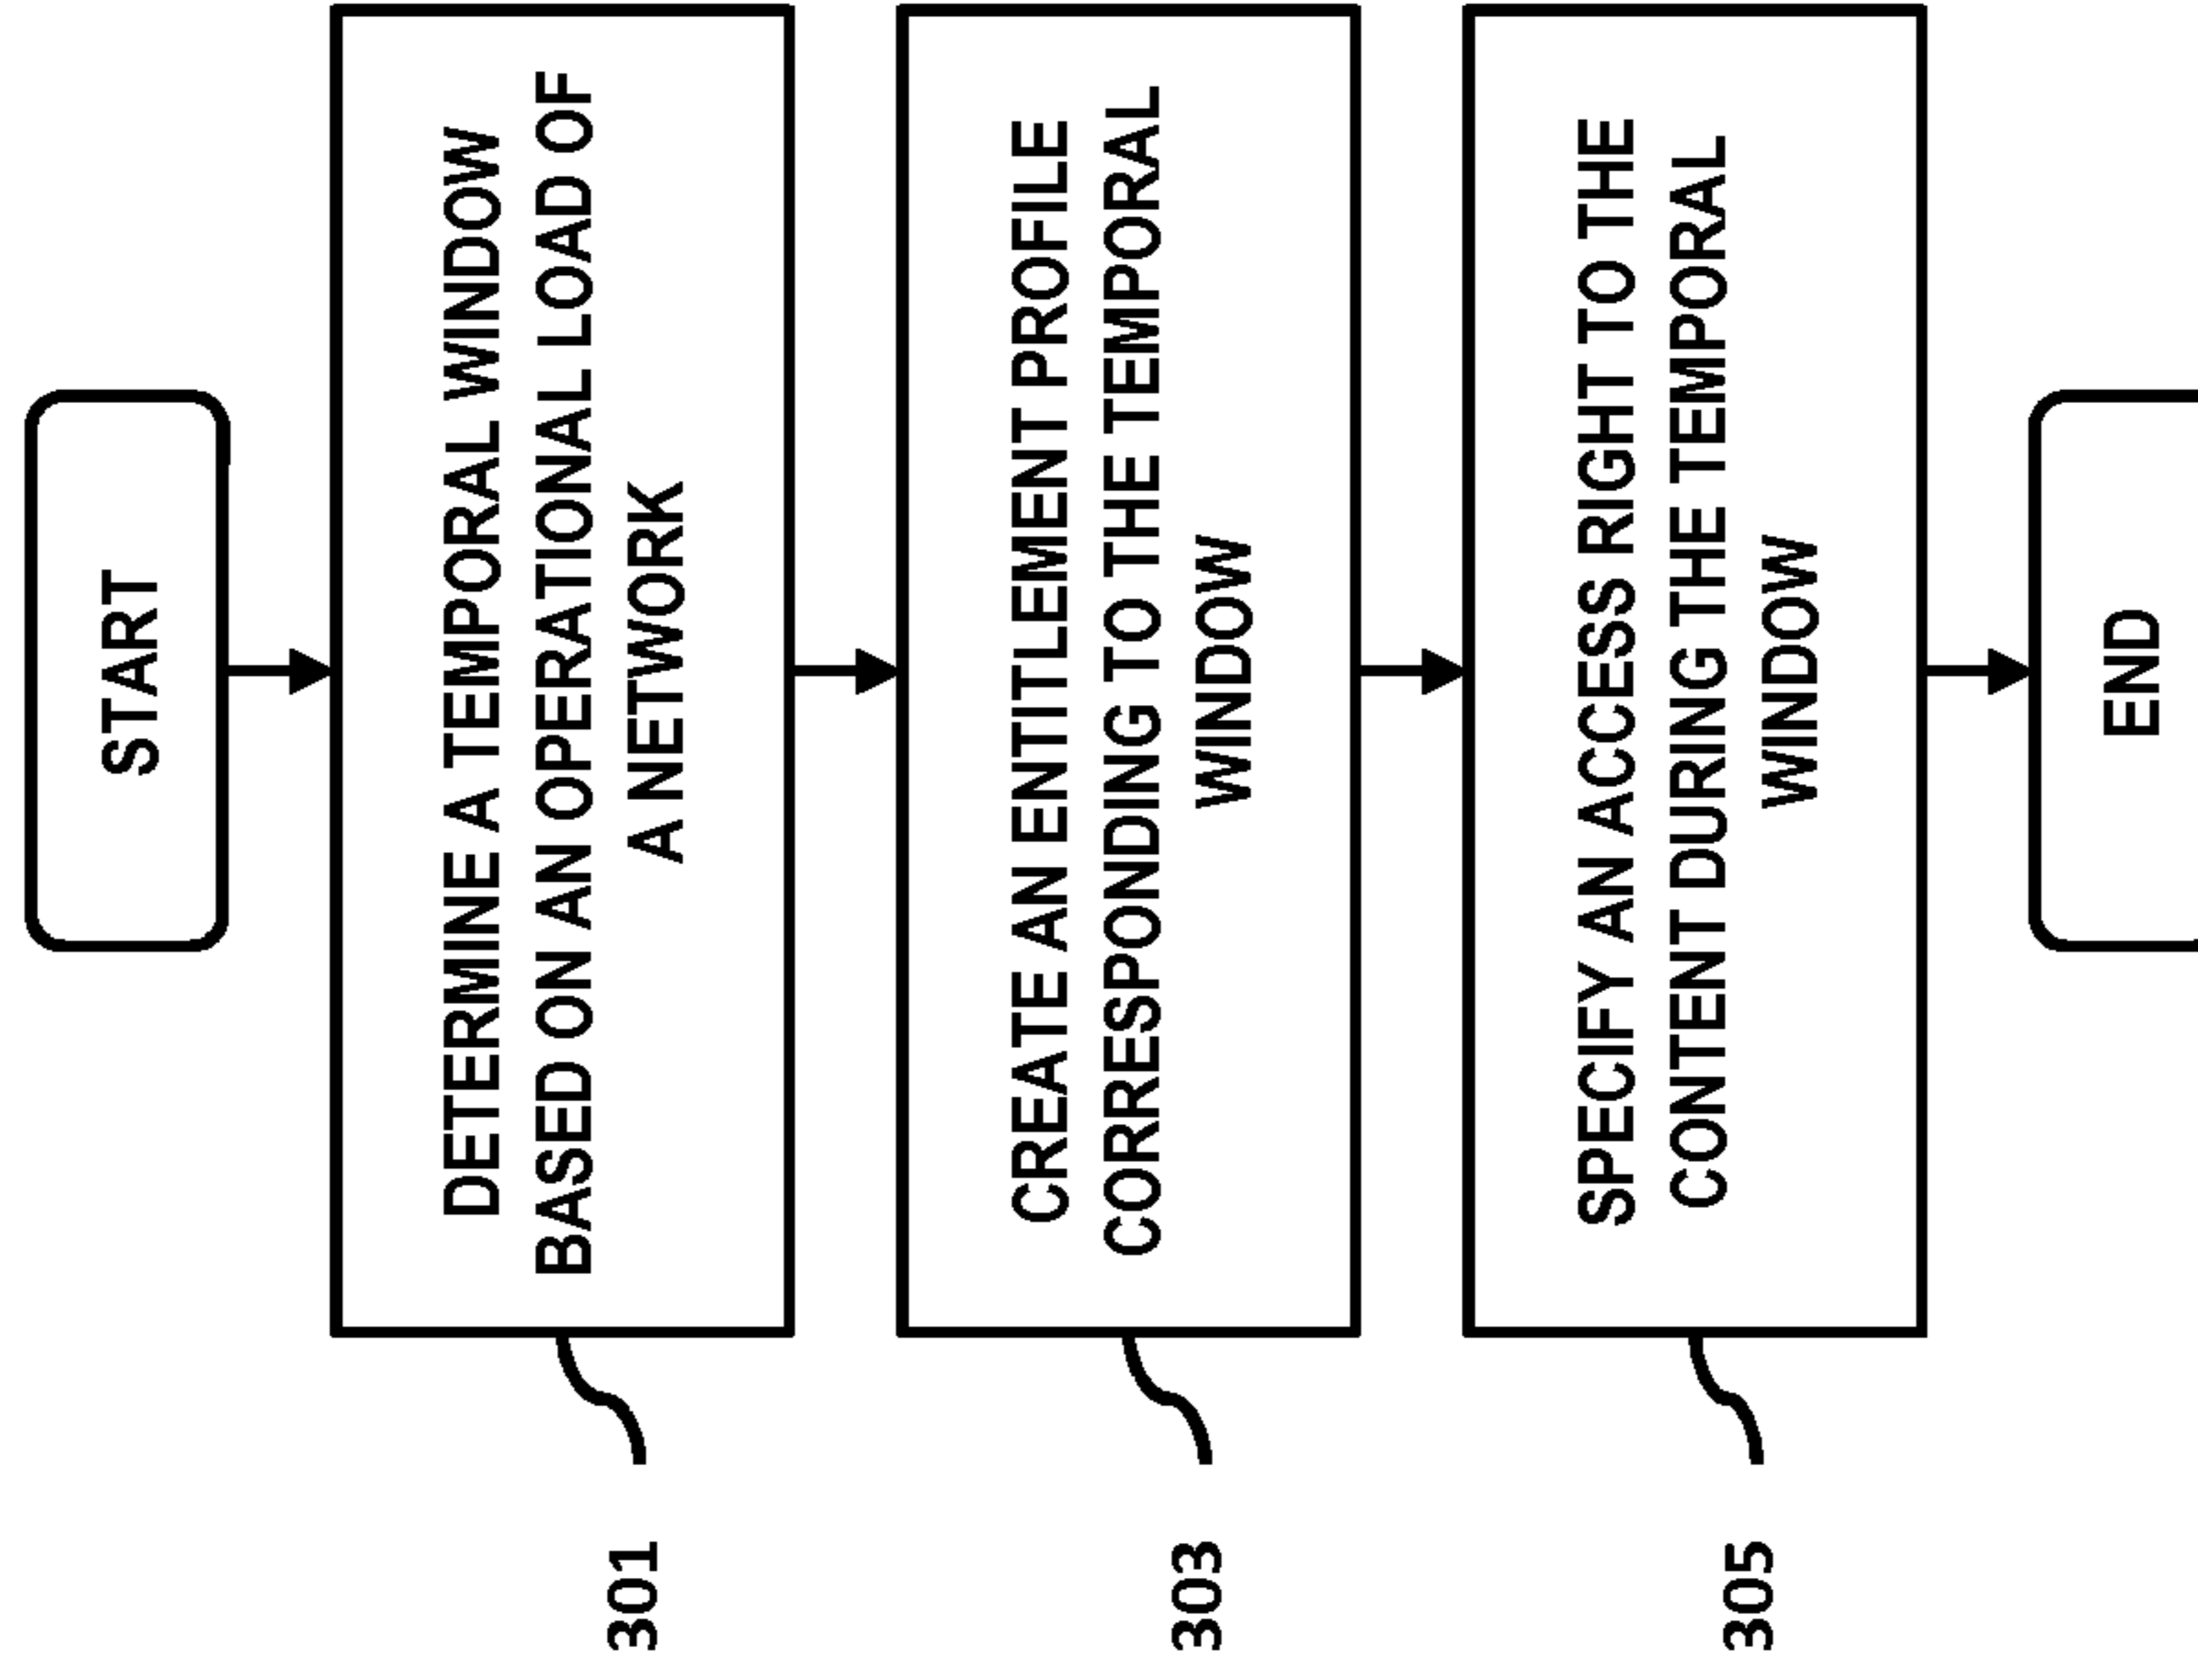 START
301
DETERMINE A TEMPORAL WINDOW
BASED ON AN OPERATIONAL LOAD OF
A NETWORK
303
CREATE AN ENTITLEMENT PROFILE
CORRESPONDING TO THE TEMPORAL
WINDOW
305
SPECIFY AN ACCESS RIGHT TO THE
CONTENT DURING THE TEMPORAL
WINDOW
END